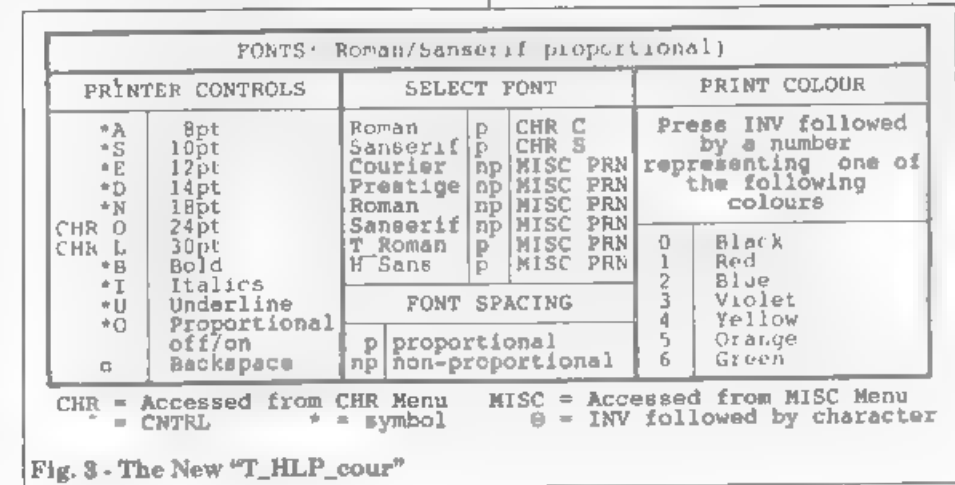 FONTS: Roman/Sanserif proportional)
PRINTER CONTROLS
*A 8pt
*S 10pt
*E 12pt
*D 14pt
*N 18pt
CHR O 24pt
CHR L 30pt
*B Bold
*I Italics
*U Underline
*O Proportional
off/on
Backspace
SELECT FONT
Roman p CHR C
Sanserif p CHR S
Courier np MISC PRN
Prestige np MISC PRN
Roman np MISC PRN
Sanserif np MISC PRN
T_Roman p MISC PRN
H_Sans p MISC PRN
FONT SPACING
p proportional
np non-proportional
PRINT COLOUR
Press INV followed
by a number
representing one of
the following
colours
0 Black
1 Red
2 Blue
3 Violet
4 Yellow
5 Orange
6 Green
CHR = Accessed from CHR Menu MISC = Accessed from MISC Menu
= CNTRL * = symbol = INV followed by character
Fig. 3 - The New "T_HLP_cour"